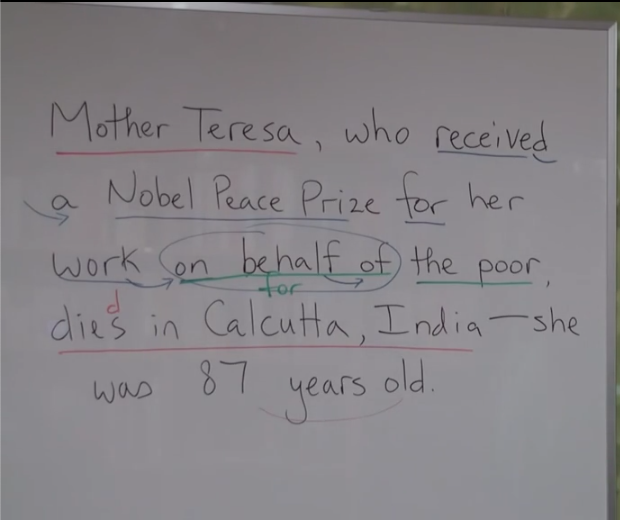 Mother Teresa, who received
a Nobel Peace Prize for her
work on behalf of the poor,
for
d
dies in Calcutta, India—she
was 87 years old.